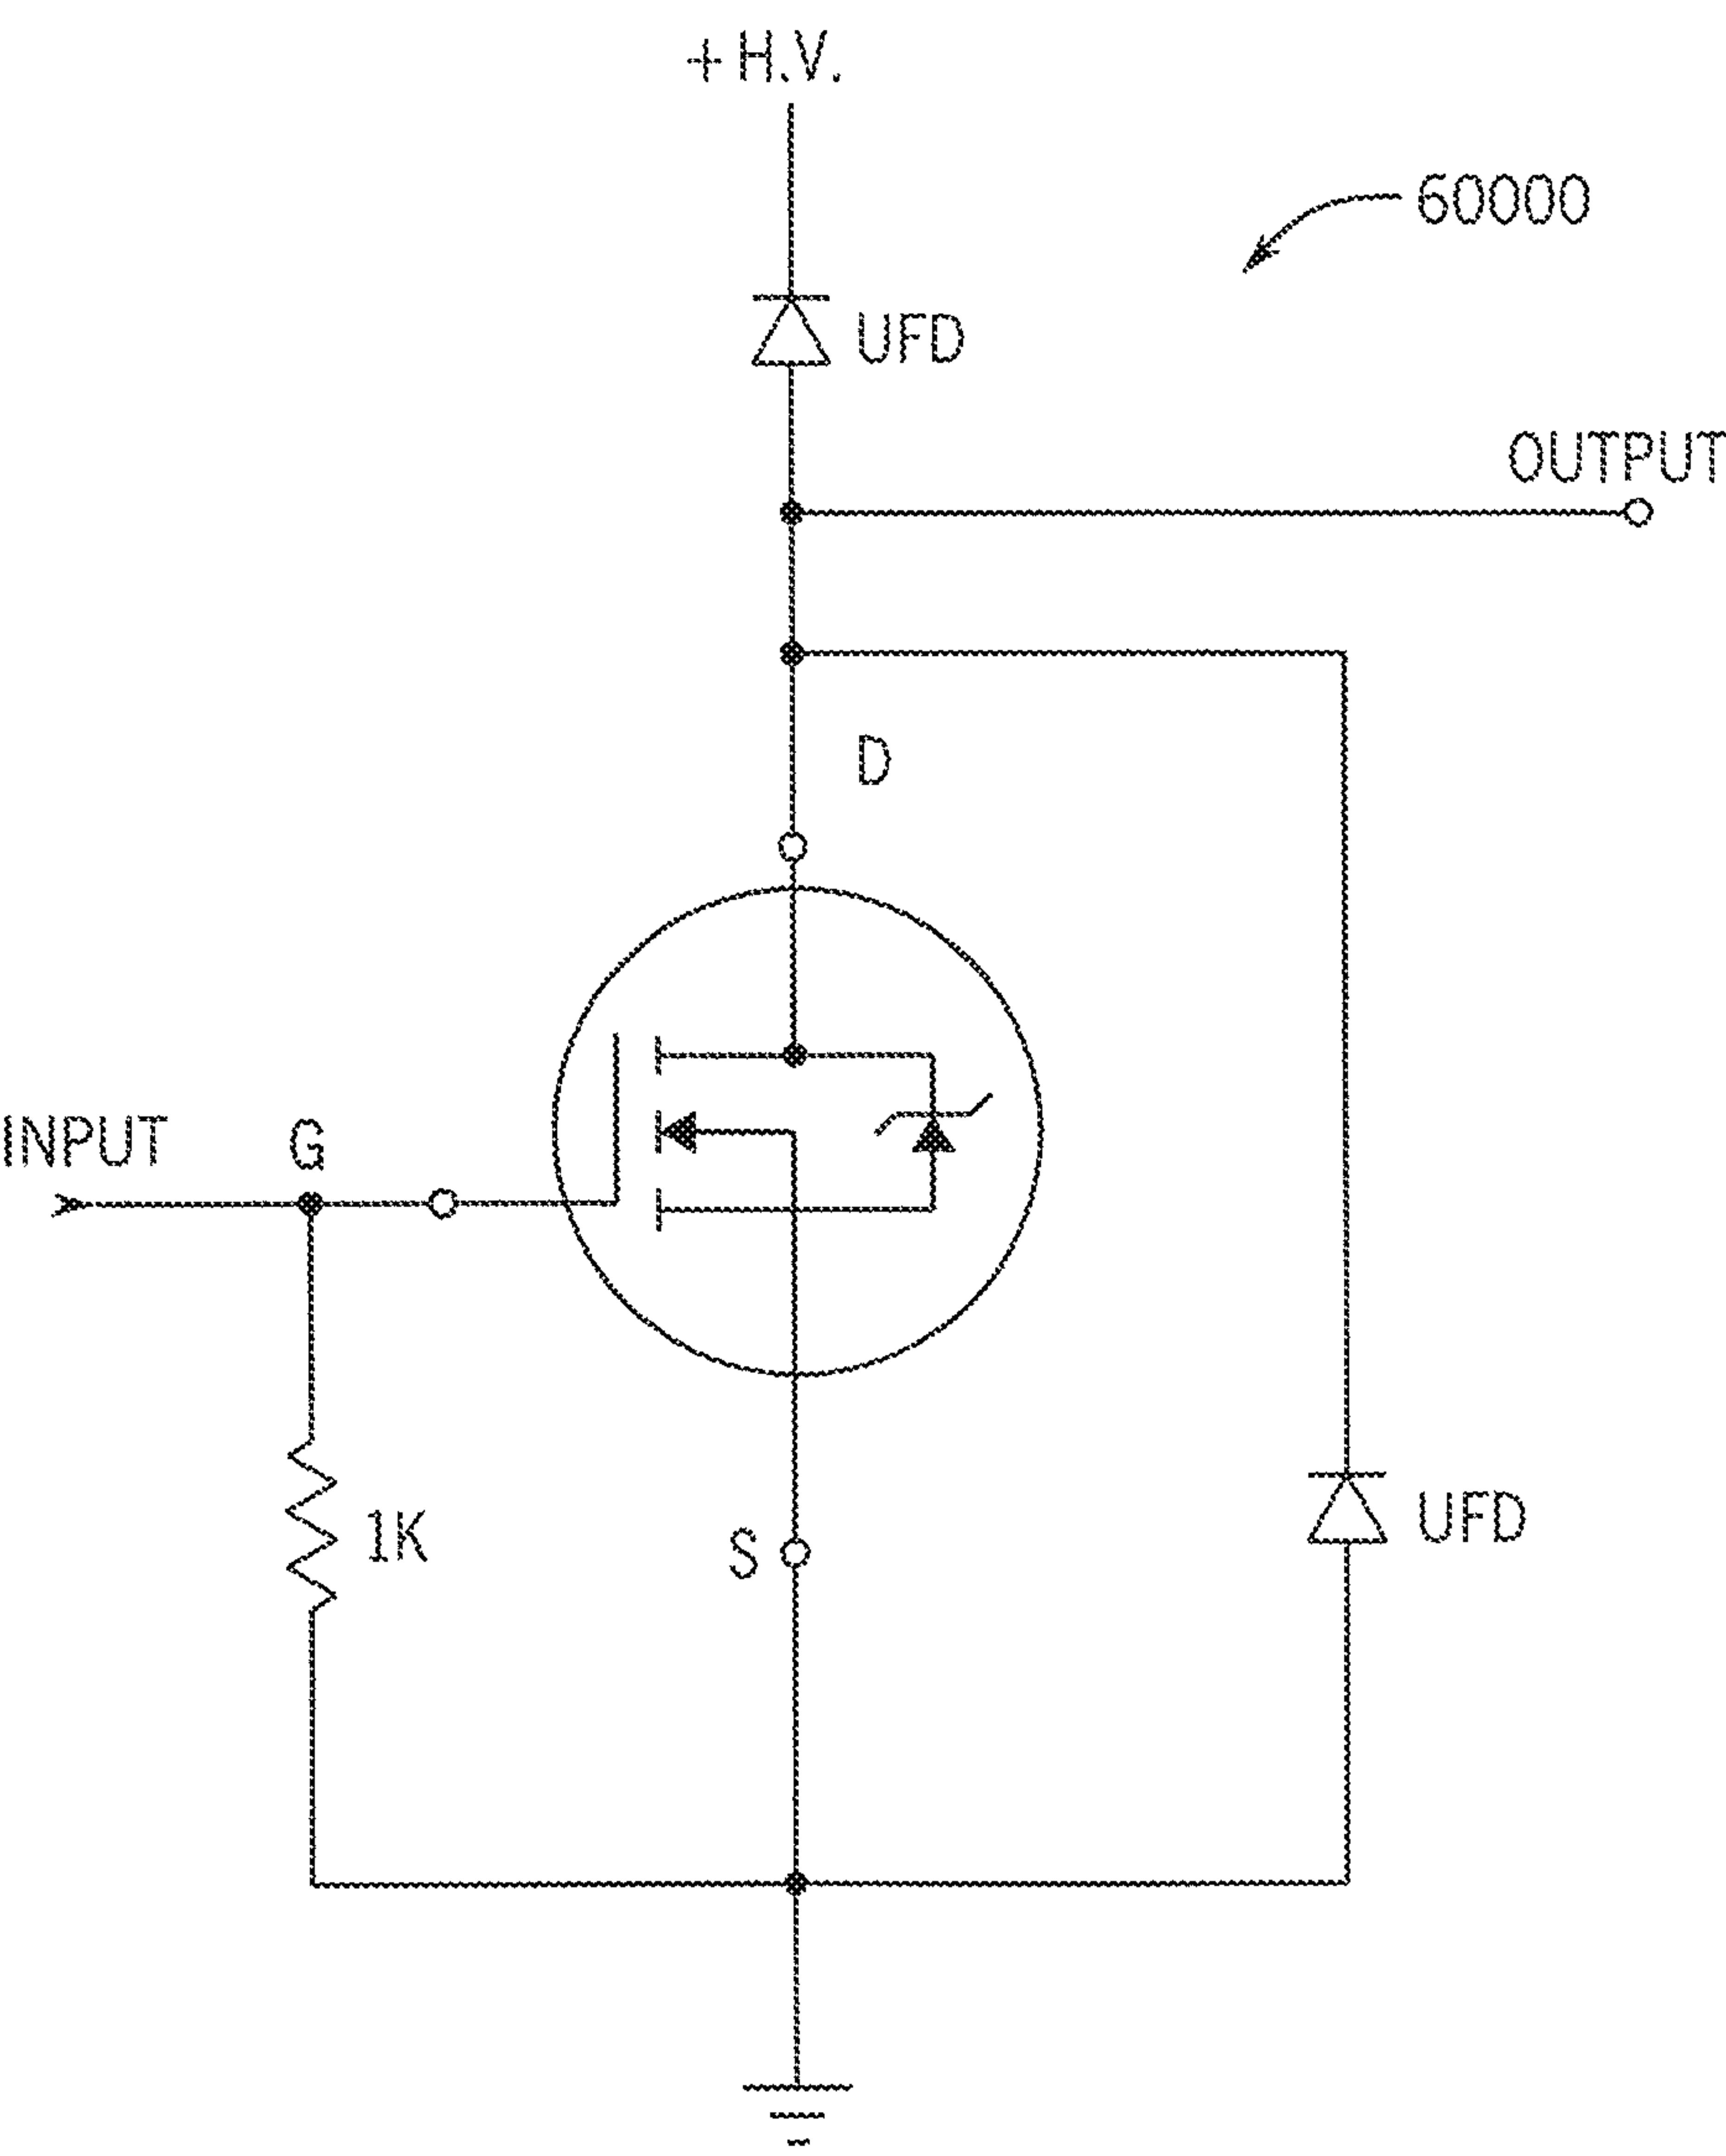 +H.V.
60000
UFD
OUTPUT
D
INPUT
G
1K
S
UFD